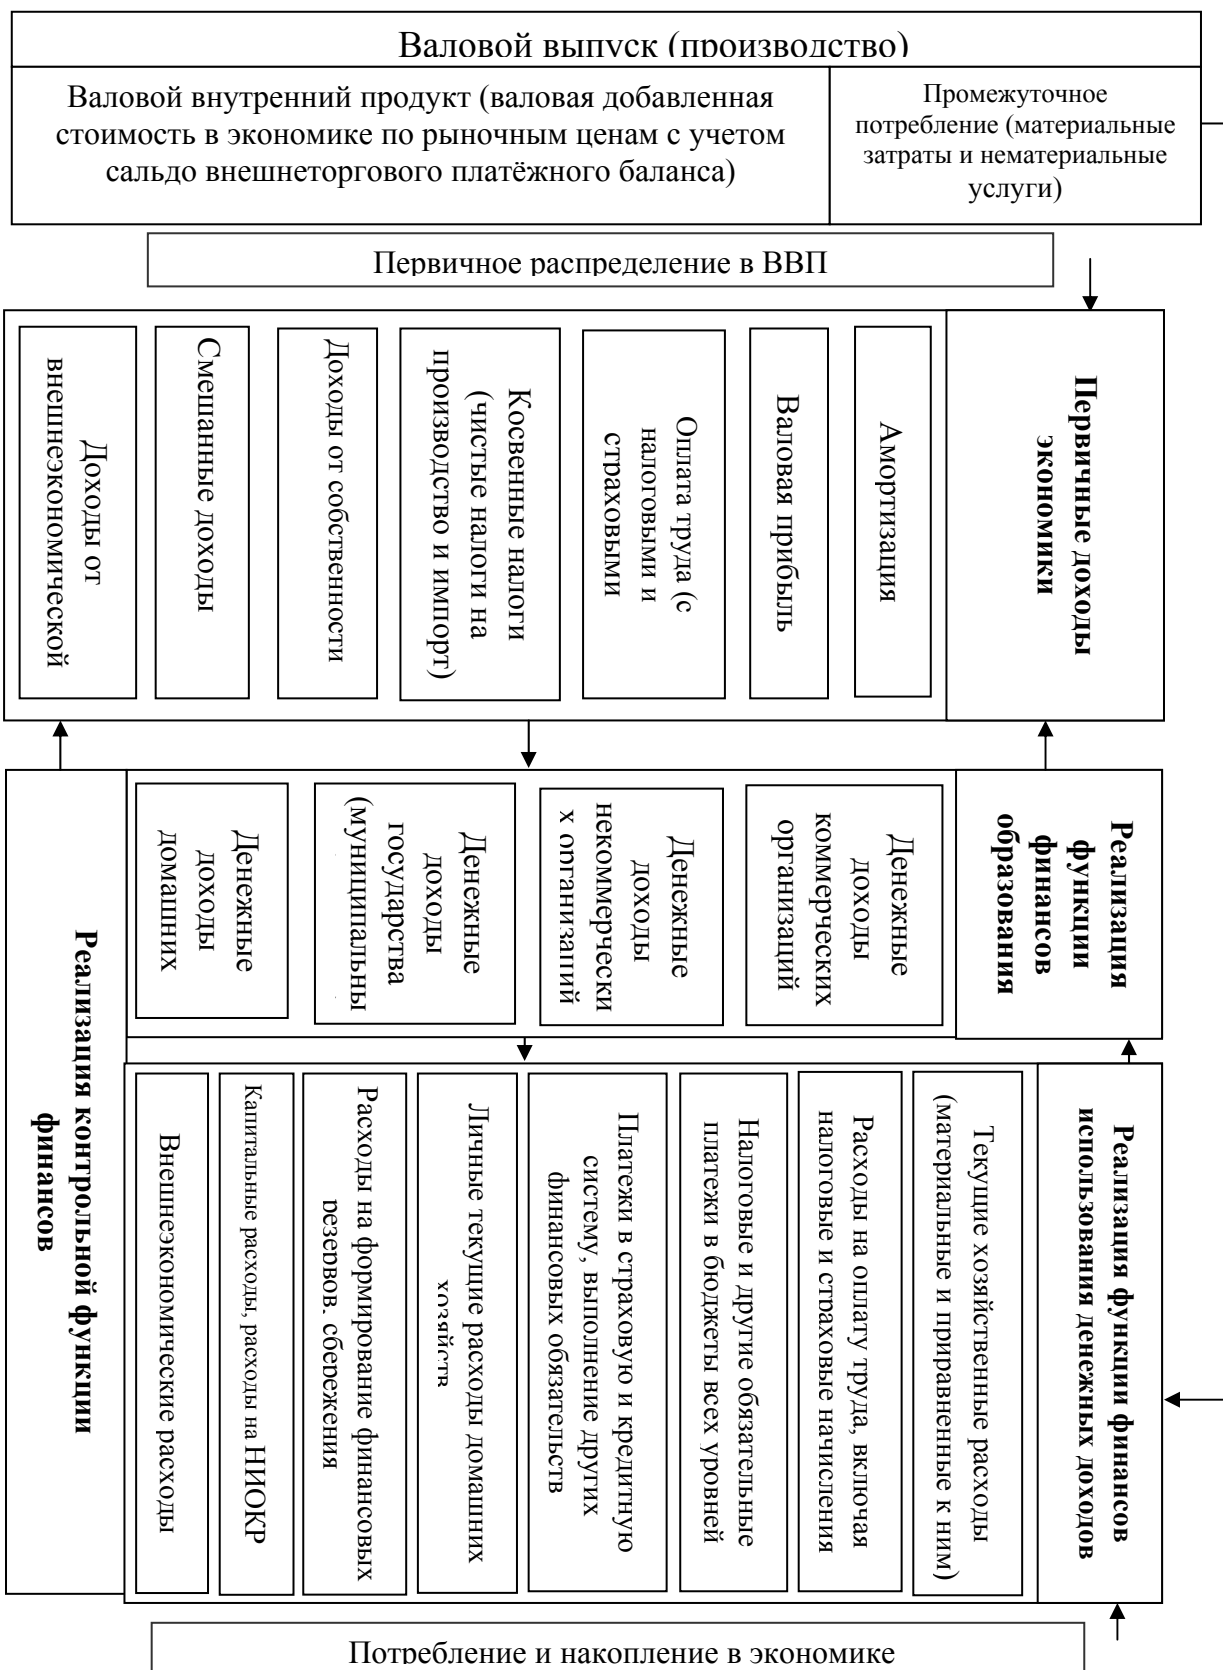 Валовой выпуск (производство)
Валовой внутренний продукт (валовая добавленная
стоимость в экономике по рыночным ценам с учетом
сальдо внешнеторгового платёжного баланса)
Промежуточное
потребление (материальные
затраты и нематериальные
услуги)
Первичное распределение в ВВП
Доходы от
внешнеэкономической
Смешанные доходы
Доходы от собственности
Косвенные налоги
(чистые налоги на
производство и импорт)
Оплата труда (с
налоговыми и
страховыми
Валовая прибыль
Амортизация
Первичные доходы
экономики
Реализация контрольной функции
финансов
Денежные
доходы
домашних
Денежные
доходы
государства
(муниципальны
Денежные
доходы
некоммерчески
х организаций
Денежные
доходы
коммерческих
организаций
Реализация
функции
финансов
образования
Внешнеэкономические расходы
Капитальные расходы, расходы на НИОКР
Расходы на формирование финансовых
резервов, сбережения
Личные текущие расходы домашних
хозяйств
Платежи в страховую и кредитную
систему, выполнение других
финансовых обязательств
Налоговые и другие обязательные
платежи в бюджеты всех уровней
Расходы на оплату труда, включая
налоговые и страховые начисления
Текущие хозяйственные расходы
(материальные и приравненные к ним)
Реализация функции финансов
использования денежных доходов
Потребление и накопление в экономике